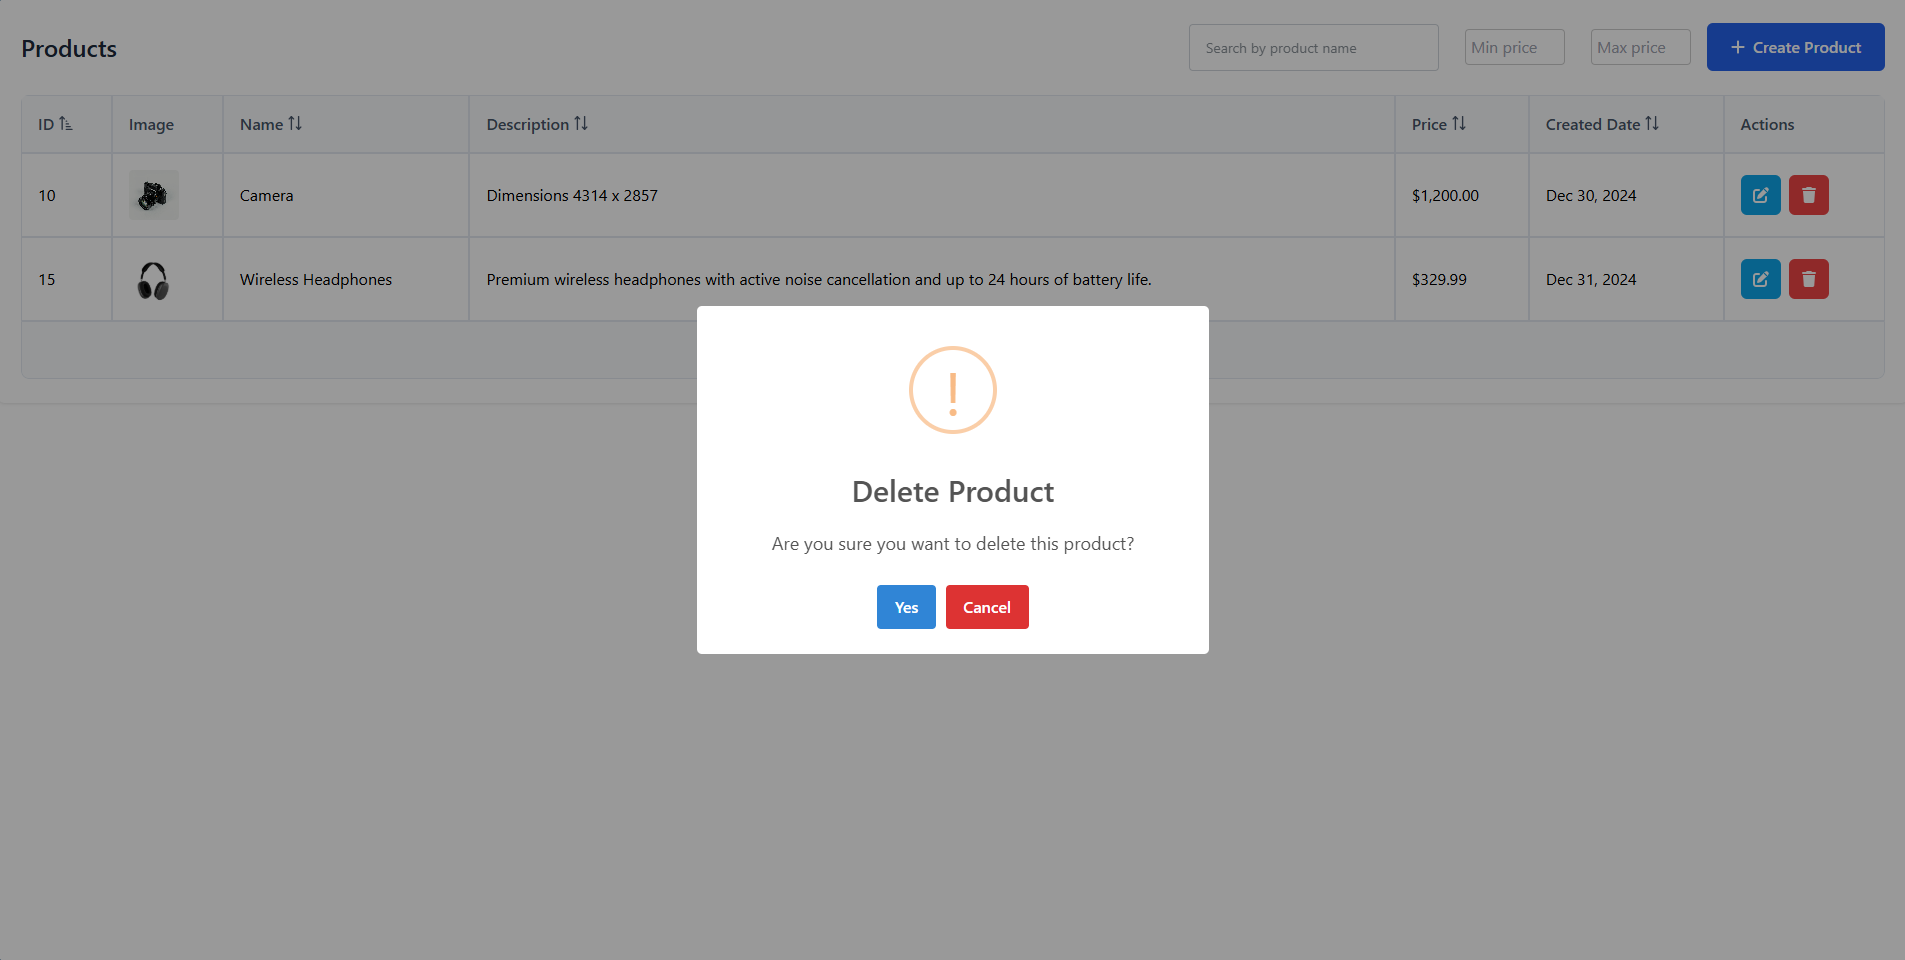 Products
Search by product name
Min price
Max price
+ Create Product
ID Image Name Description Price Created Date Actions
10 Camera Dimensions 4314 x 2857 $1,200.00 Dec 30, 2024
15 Wireless Headphones Premium wireless headphones with active noise cancellation and up to 24 hours of battery life. $329.99 Dec 31, 2024
!
Delete Product
Are you sure you want to delete this product?
Yes Cancel